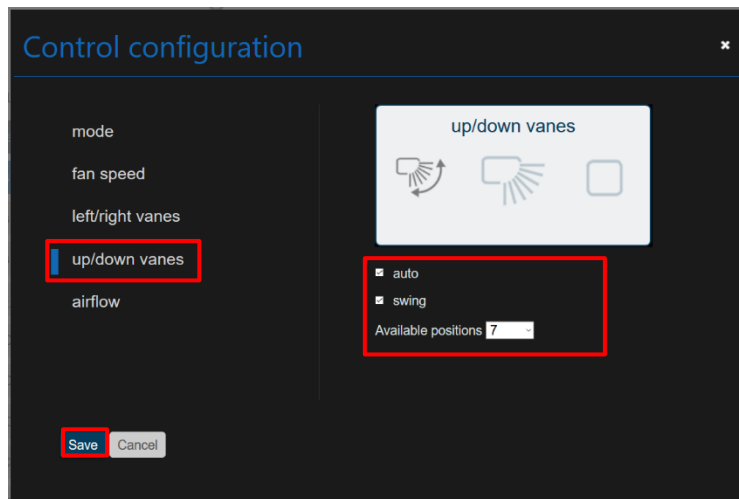 Control configuration
mode
fan speed
left/right vanes
up/down vanes
airflow
up/down vanes
auto
swing
Available positions 7
Save Cancel